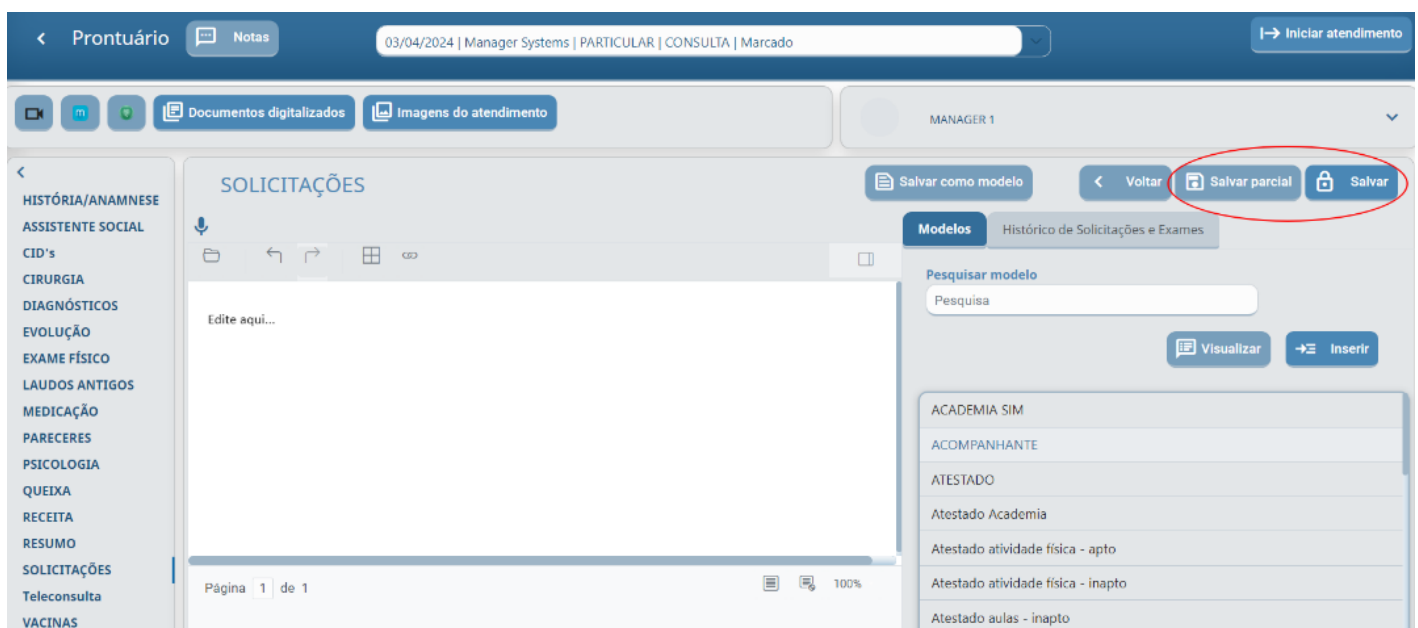 Prontuário
Notas
03/04/2024 | Manager Systems | PARTICULAR | CONSULTA | Marcado
Iniciar atendimento
m
Documentos digitalizados
Imagens do atendimento
MANAGER 1
HISTÓRIA/ANAMNESE
ASSISTENTE SOCIAL
CID's
CIRURGIA
DIAGNÓSTICOS
EVOLUÇÃO
EXAME FÍSICO
LAUDOS ANTIGOS
MEDICAÇÃO
PARECERES
PSICOLOGIA
QUEIXA
RECEITA
RESUMO
SOLICITAÇÕES
Teleconsulta
VACINAS
SOLICITAÇÕES
Salvar como modelo
Voltar
Salvar parcial
Salvar
Edite aqui...
Página 1 de 1
100%
Modelos
Histórico de Solicitações e Exames
Pesquisar modelo
Pesquisa
Visualizar
Inserir
ACADEMIA SIM
ACOMPANHANTE
ATESTADO
Atestado Academia
Atestado atividade física - apto
Atestado atividade física - inapto
Atestado aulas - inapto